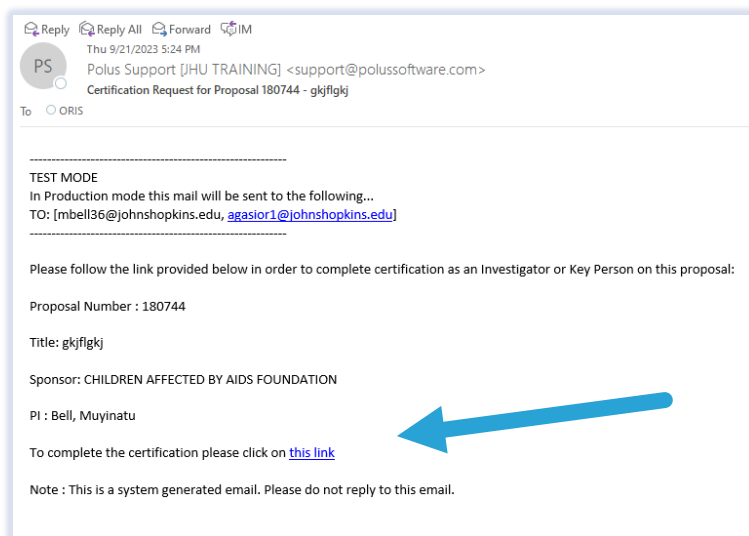 Reply Reply All Forward IM
Thu 9/21/2023 5:24 PM
PS
Polus Support [JHU TRAINING] <support@polussoftware.com>
Certification Request for Proposal 180744 - gkjflgkj
To ORIS
------------------------------------------------------------
TEST MODE
In Production mode this mail will be sent to the following...
TO: [mbell36@johnshopkins.edu, agasior1@johnshopkins.edu]
------------------------------------------------------------
Please follow the link provided below in order to complete certification as an Investigator or Key Person on this proposal:
Proposal Number : 180744
Title: gkjflgkj
Sponsor: CHILDREN AFFECTED BY AIDS FOUNDATION
PI : Bell, Muyinatu
To complete the certification please click on this link
Note : This is a system generated email. Please do not reply to this email.